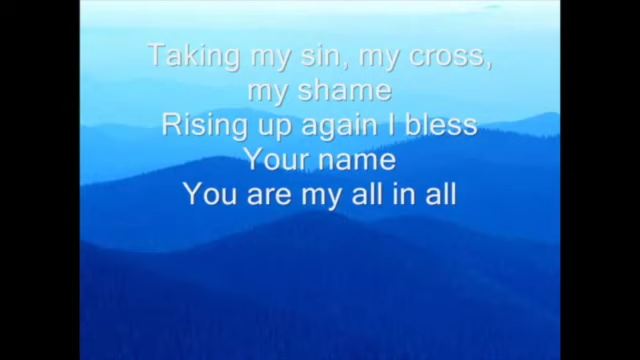 Taking my sin, my cross,
my shame
Rising up again I bless
Your name
You are my all in all